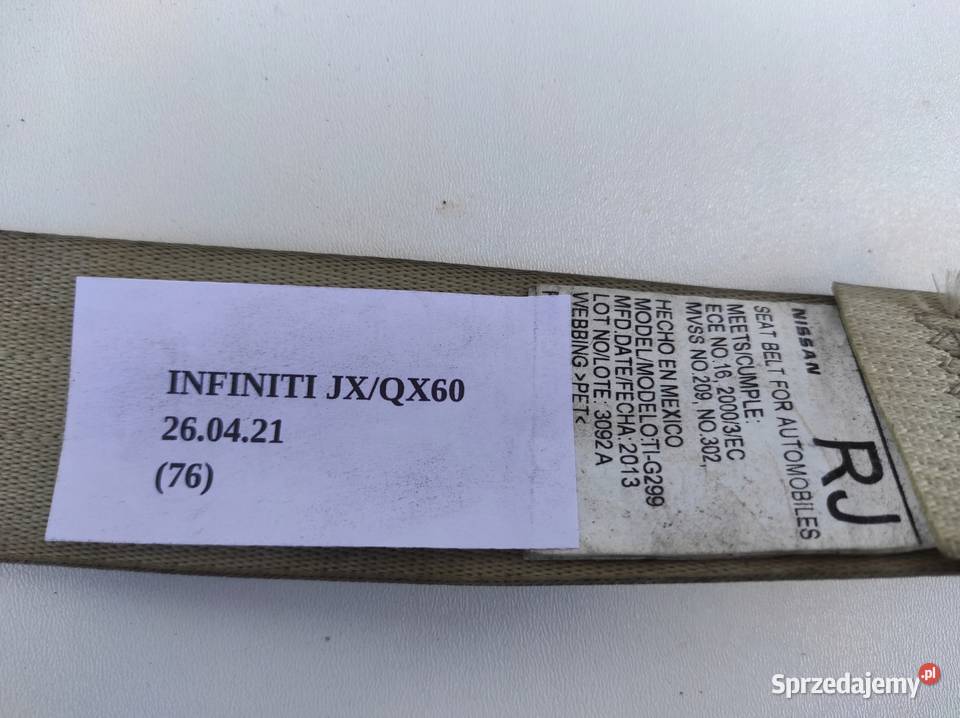 INFINITI JX/QX60
26.04.21
(76)
NISSAN
RJ
SEAT BELT FOR AUTOMOBILES
MEETS/CUMPLE:
ECE NO.16, 2000/3/EC
MVSS NO.209, NO.302,
HECHO EN MEXICO
MODEL/MODELO:TI-G299
MFD.DATE/FECHA: 2013
LOT NO/LOTE: 3092A
WEBBING >PET<
Sprzedajemy.pl